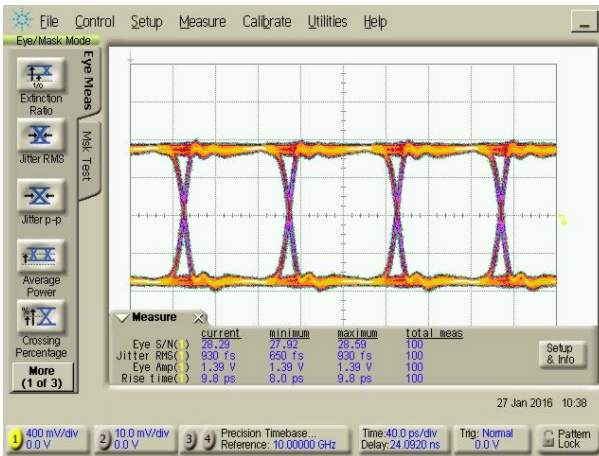 File Control Setup Measure Calibrate Utilities Help
Eye/Mask Mode
Eye Meas
Msk Test
Extinction
Ratio
Jitter RMS
Jitter p-p
Average
Power
Crossing
Percentage
More
(1 of 3)
Measure
current minimum maximum total meas
Eye S/N(1) 28.29 27.92 28.59 100
Jitter RMS(1) 930 fs 650 fs 930 fs 100
Eye Amp(1) 1.39 V 1.39 V 1.39 V 100
Rise time(1) 9.8 ps 8.0 ps 9.8 ps 100
Setup
& Info
27 Jan 2016 10:38
1 400 mV/div
0.0 V
2 10.0 mV/div
0.0 V
3 4 Precision Timebase...
Reference: 10.00000 GHz
Time:40.0 ps/div
Delay:24.0920 ns
Trig: Normal
0.0 V
Pattern
Lock